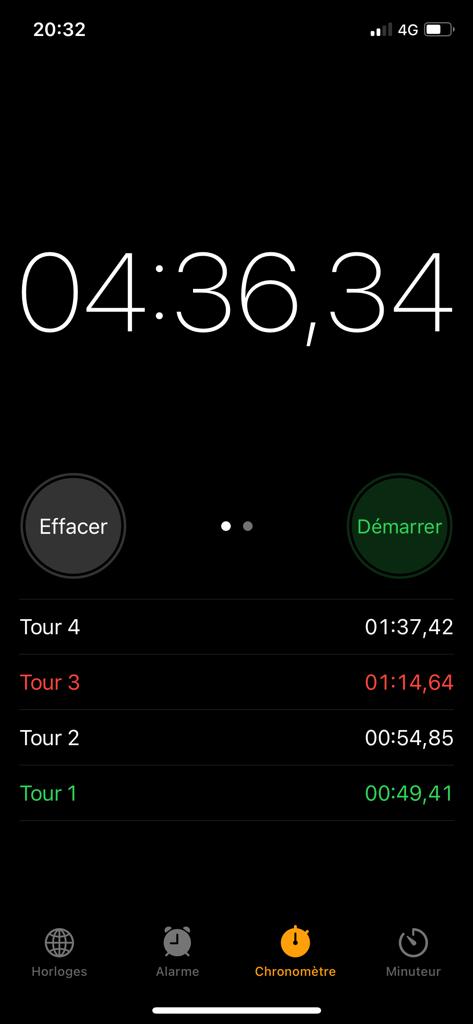 20:32 4G
04:36,34
Effacer Démarrer
Tour 4 01:37,42
Tour 3 01:14,64
Tour 2 00:54,85
Tour 1 00:49,41
Horloges Alarme Chronomètre Minuteur